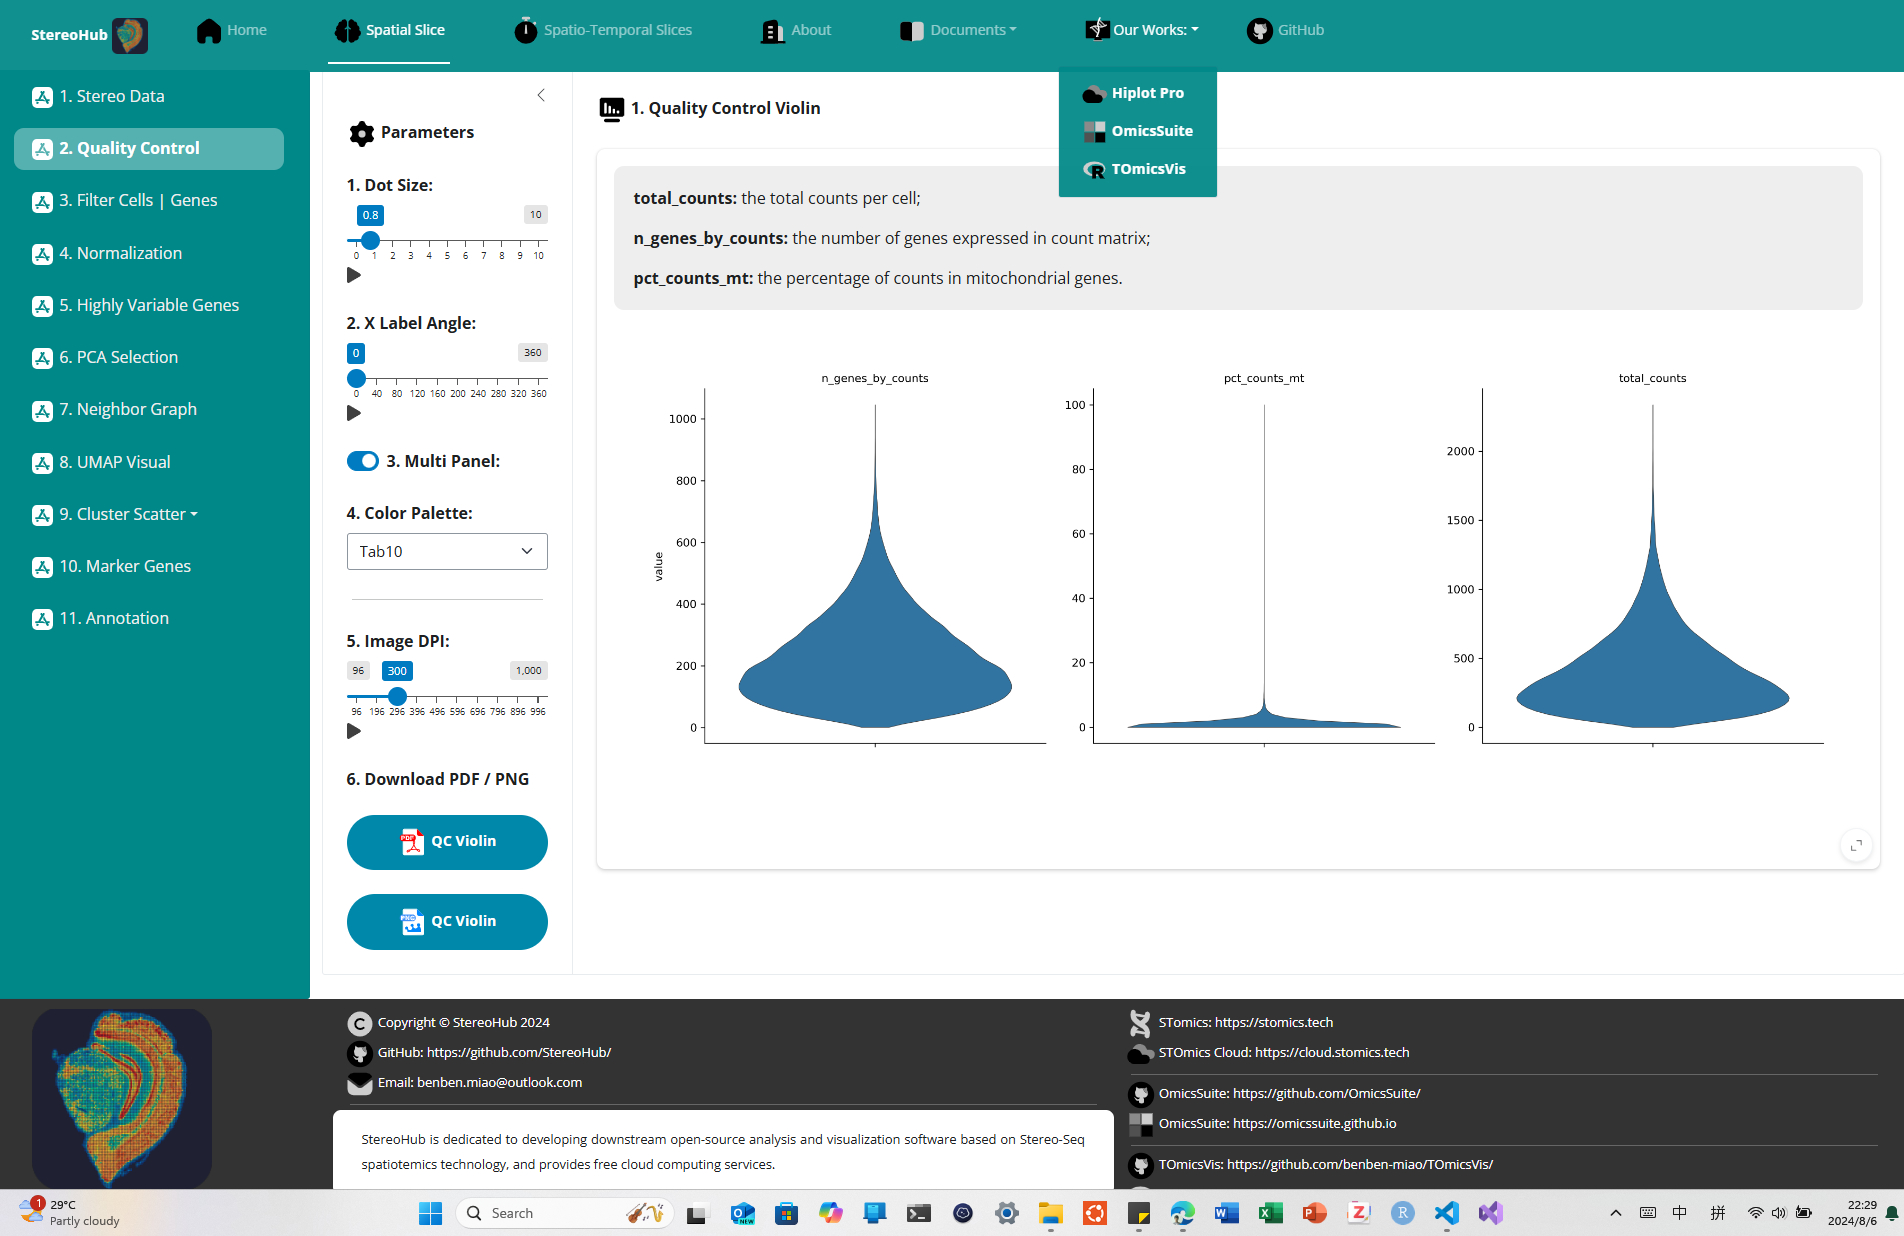 StereoHub
Home
Spatial Slice
Spatio-Temporal Slices
About
Documents
Our Works:
GitHub
Hiplot Pro
OmicsSuite
TOmicsVis
1. Stereo Data
2. Quality Control
3. Filter Cells | Genes
4. Normalization
5. Highly Variable Genes
6. PCA Selection
7. Neighbor Graph
8. UMAP Visual
9. Cluster Scatter
10. Marker Genes
11. Annotation
Parameters
1. Dot Size:
0.8 10
0 1 2 3 4 5 6 7 8 9 10
2. X Label Angle:
0 360
0 40 80 120 160 200 240 280 320 360
3. Multi Panel:
4. Color Palette:
Tab10
5. Image DPI:
96 300 1,000
96 196 296 396 496 596 696 796 896 996
6. Download PDF / PNG
PDF QC Violin
PNG QC Violin
1. Quality Control Violin
total_counts: the total counts per cell;
n_genes_by_counts: the number of genes expressed in count matrix;
pct_counts_mt: the percentage of counts in mitochondrial genes.
n_genes_by_counts
value
1000
800
600
400
200
0
pct_counts_mt
100
80
60
40
20
0
total_counts
2000
1500
1000
500
0
Copyright © StereoHub 2024
GitHub: https://github.com/StereoHub/
Email: benben.miao@outlook.com
StereoHub is dedicated to developing downstream open-source analysis and visualization software based on Stereo-Seq
spatiotemics technology, and provides free cloud computing services.
STomics: https://stomics.tech
STOmics Cloud: https://cloud.stomics.tech
OmicsSuite: https://github.com/OmicsSuite/
OmicsSuite: https://omicssuite.github.io
TOmicsVis: https://github.com/benben-miao/TOmicsVis/
1
29°C
Partly cloudy
Search
中
拼
22:29
2024/8/6